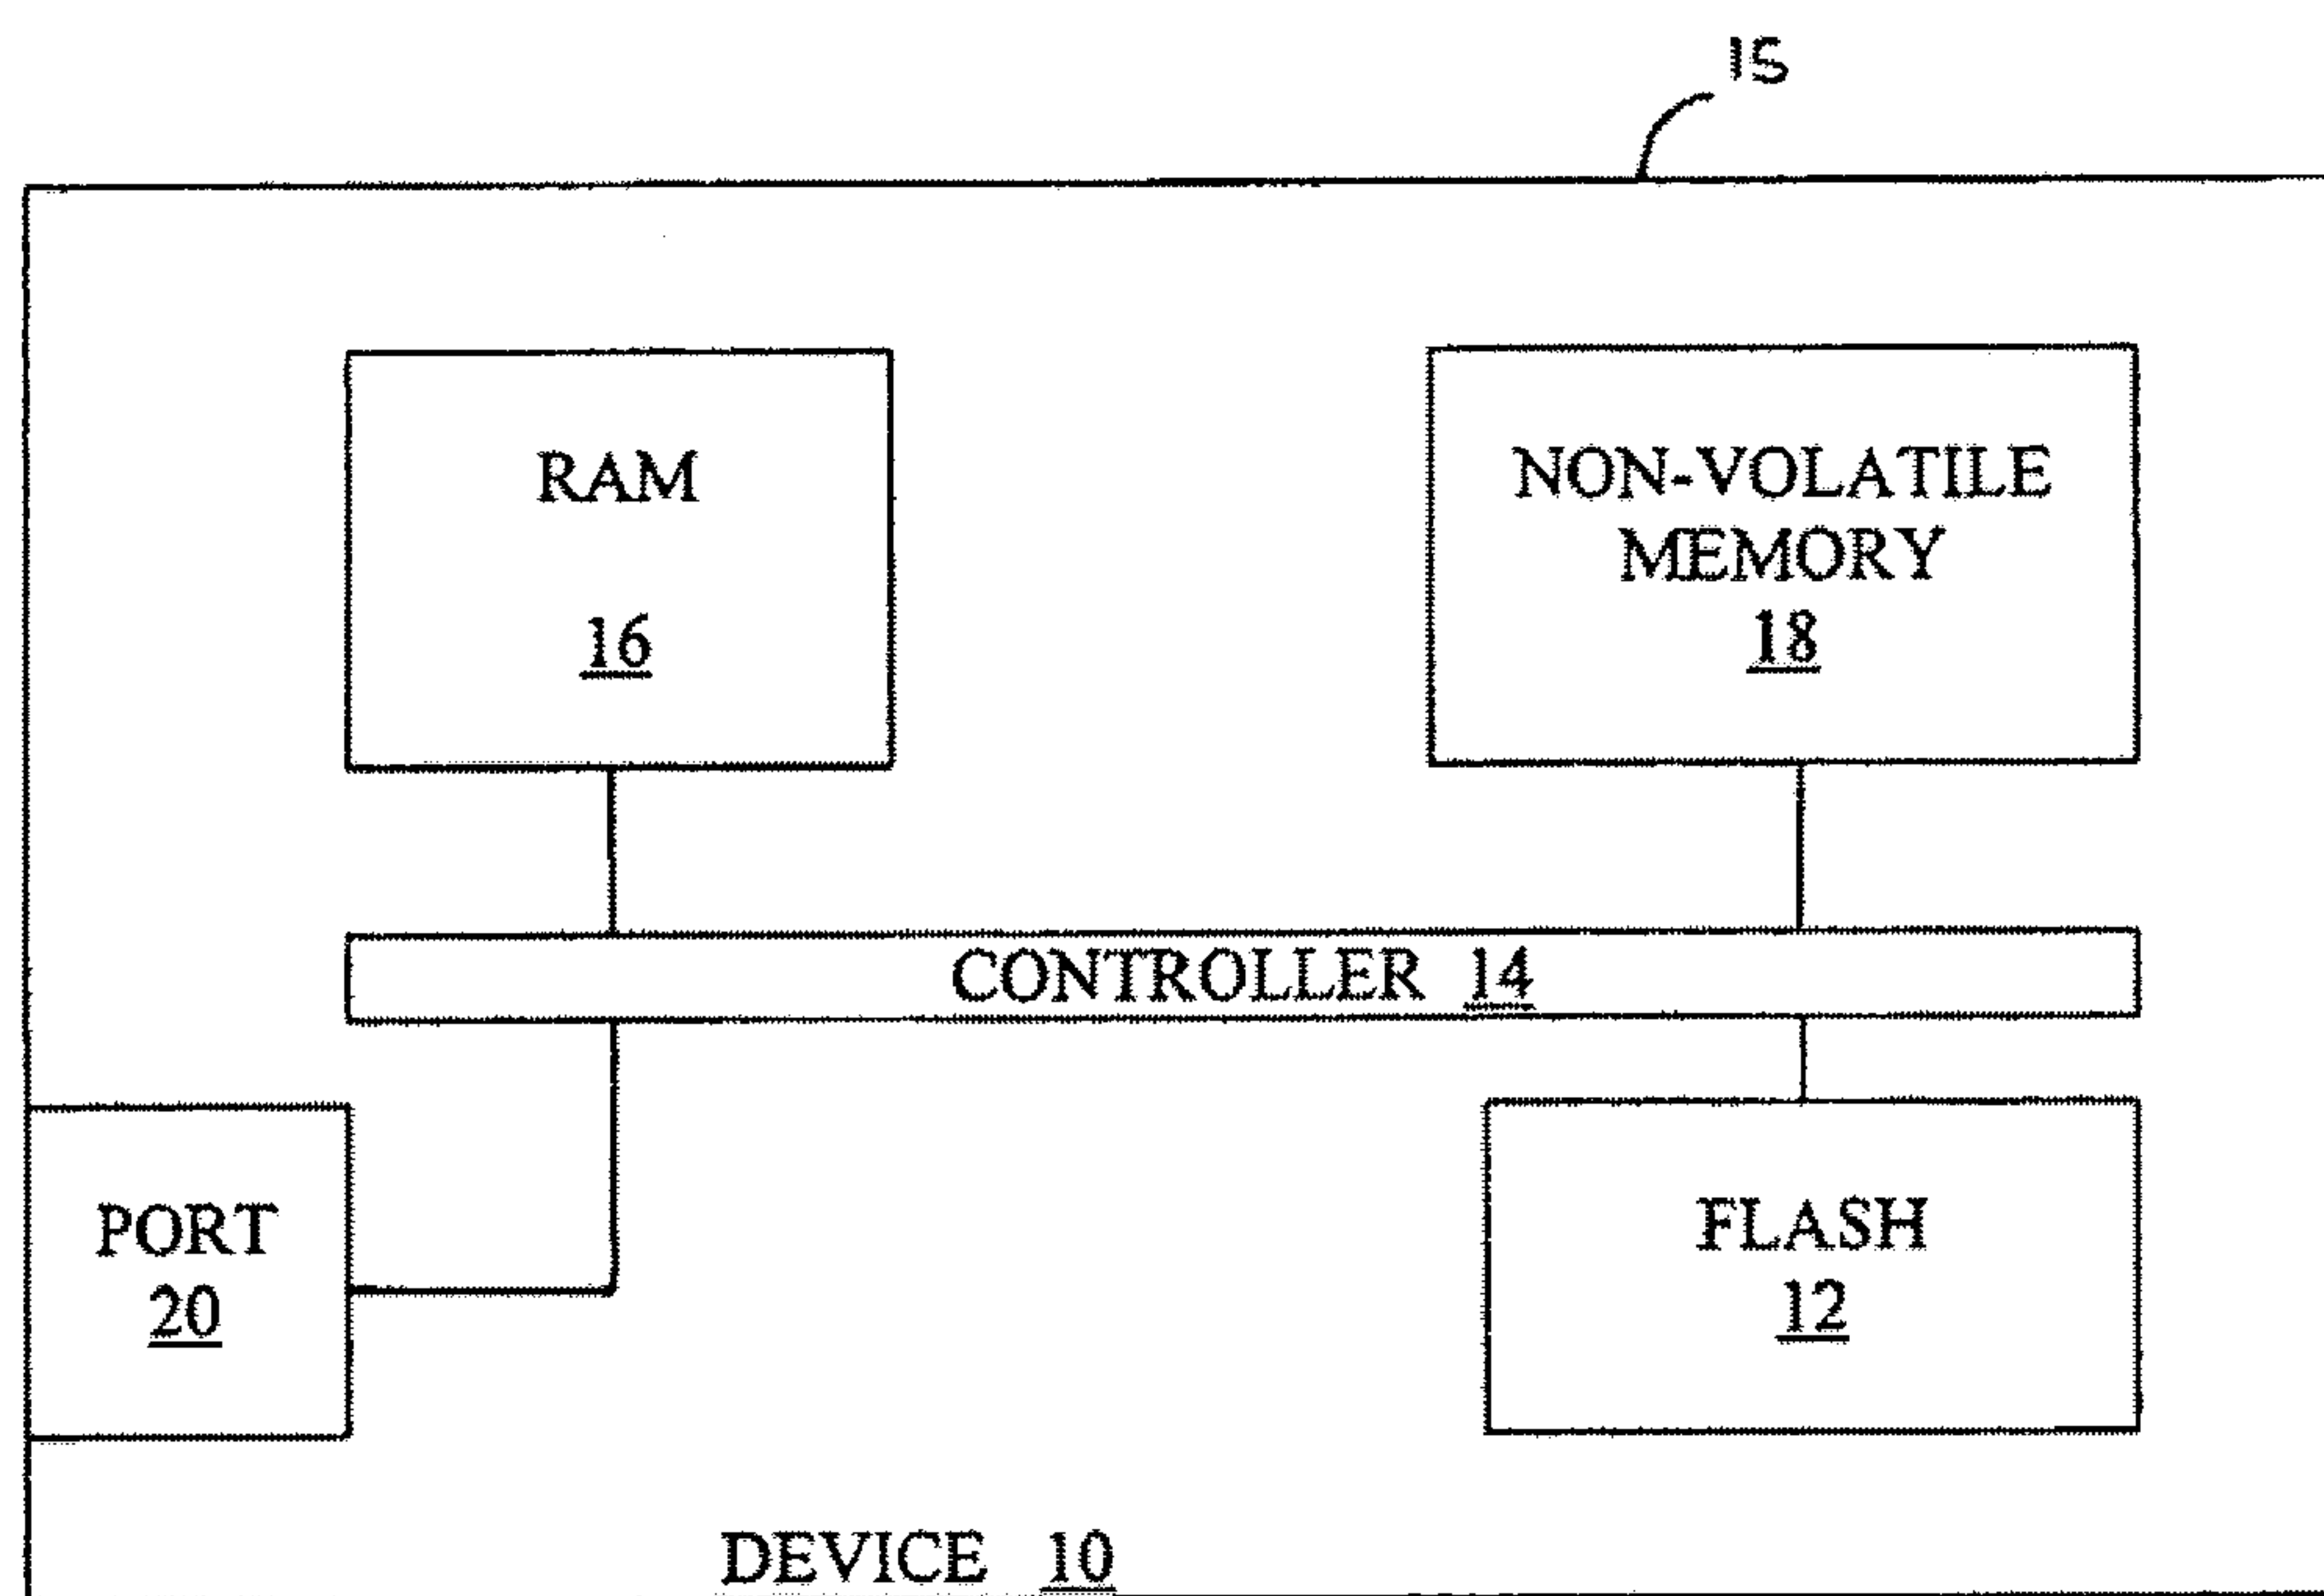 15
RAM
16
NON-VOLATILE
MEMORY
18
CONTROLLER 14
PORT
20
FLASH
12
DEVICE 10